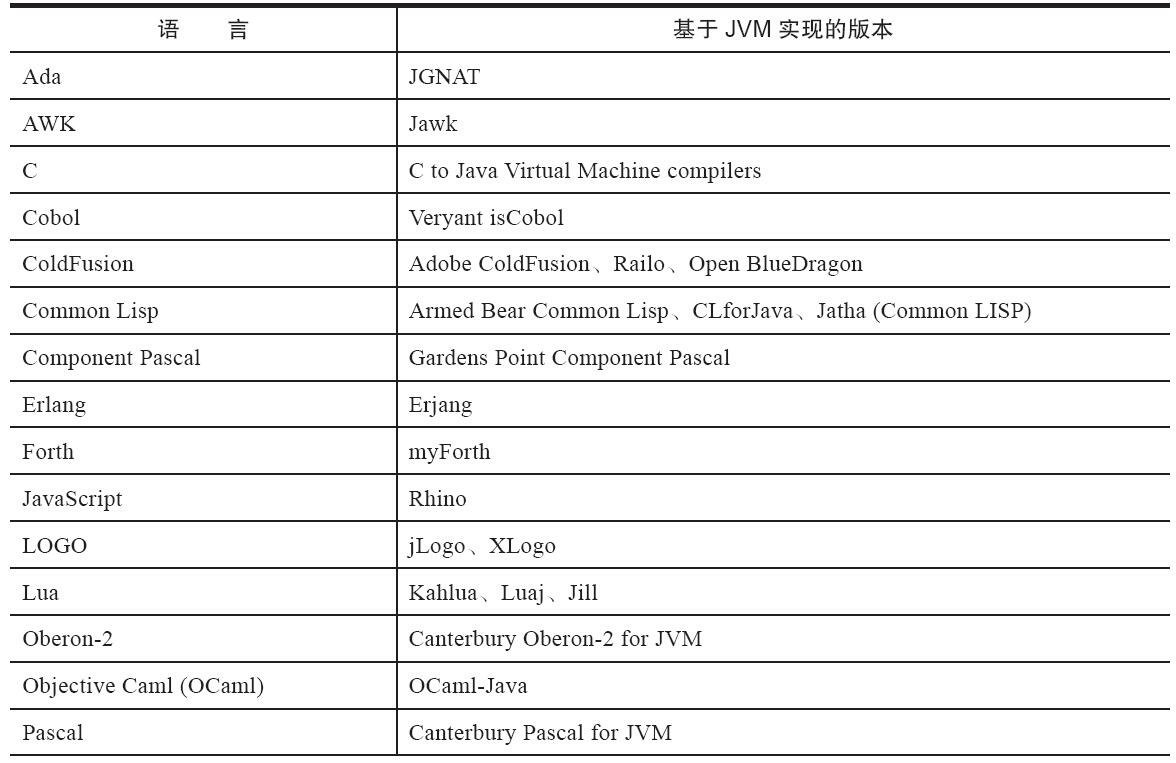 语 言 基于 JVM 实现的版本
Ada JGNAT
AWK Jawk
C C to Java Virtual Machine compilers
Cobol Veryant isCobol
ColdFusion Adobe ColdFusion、Railo、Open BlueDragon
Common Lisp Armed Bear Common Lisp、CLforJava、Jatha (Common LISP)
Component Pascal Gardens Point Component Pascal
Erlang Erjang
Forth myForth
JavaScript Rhino
LOGO jLogo、XLogo
Lua Kahlua、Luaj、Jill
Oberon-2 Canterbury Oberon-2 for JVM
Objective Caml (OCaml) OCaml-Java
Pascal Canterbury Pascal for JVM